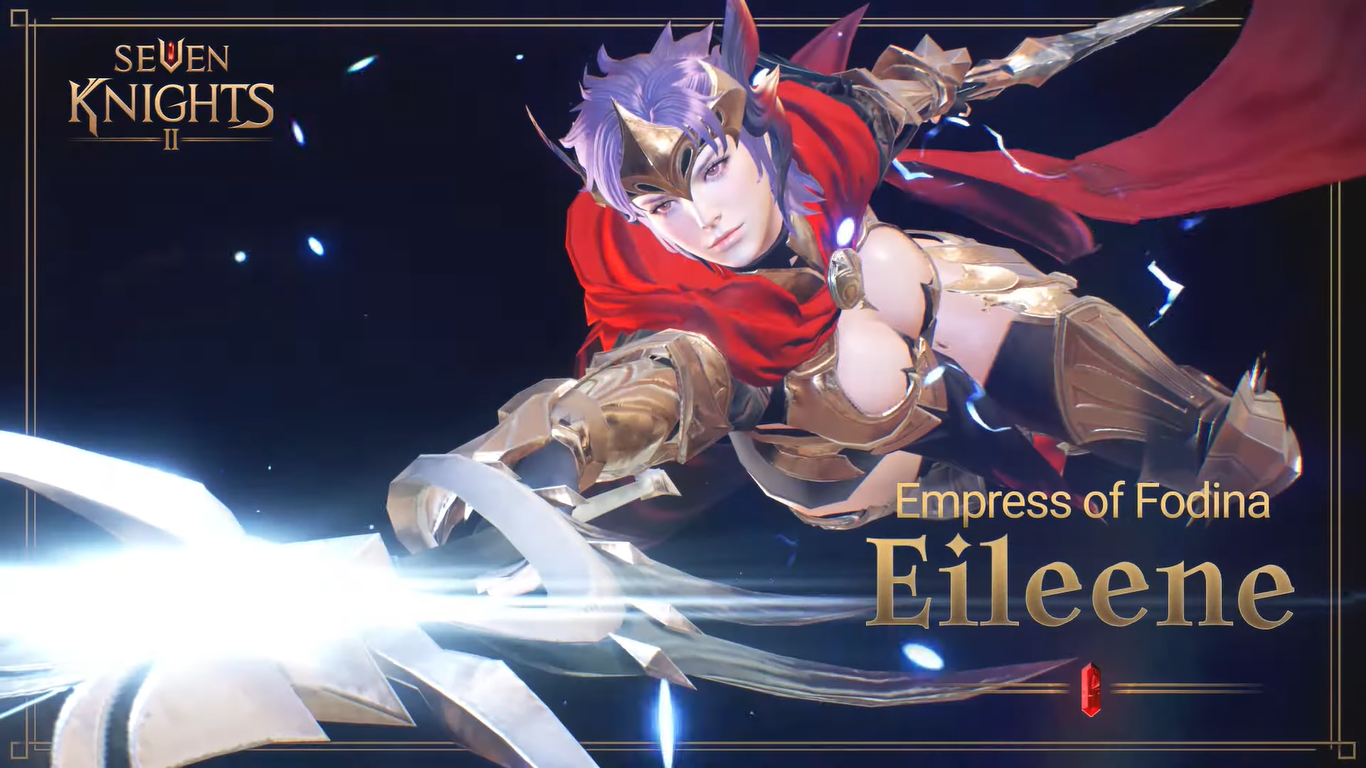 SEVEN
KNIGHTS
II
Empress of Fodina
Eileene